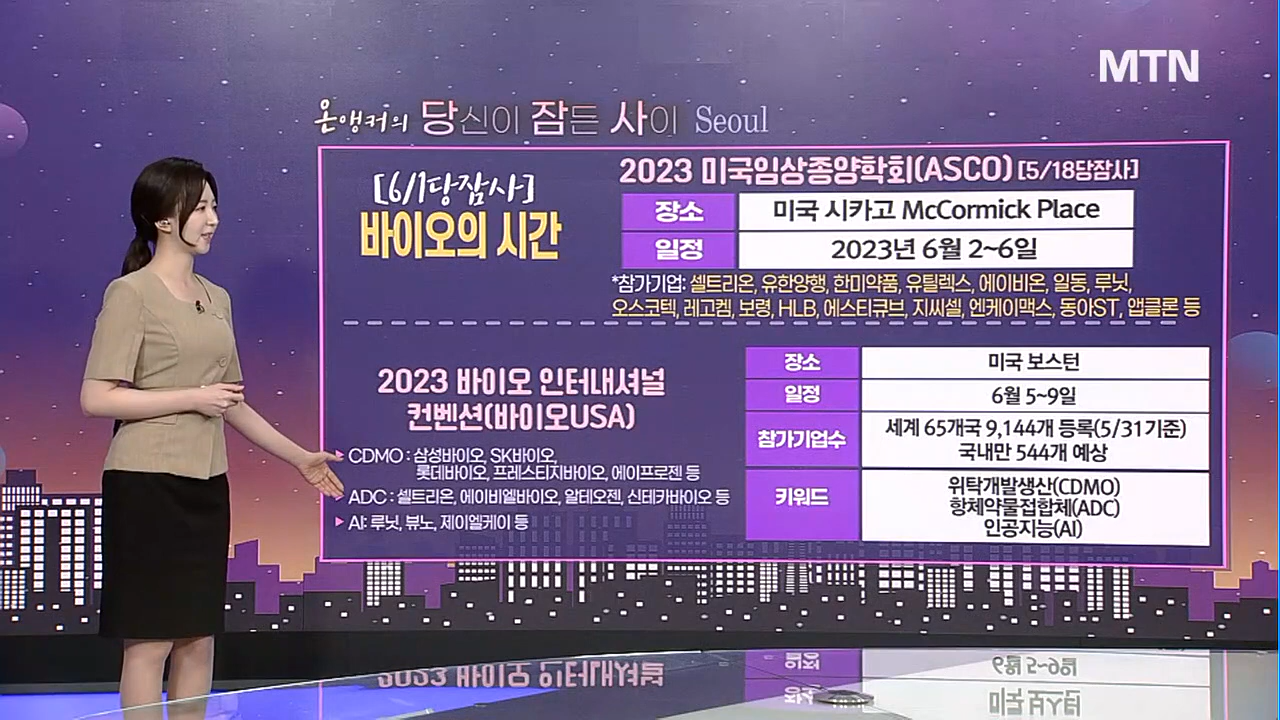 MTN
온앵커의 당신이 잠든 사이 Seoul
[6/1당잠사]
바이오의 시간
2023 미국임상종양학회(ASCO) [5/18당잠사]
장소 미국 시카고 McCormick Place
일정 2023년 6월 2~6일
*참가기업: 셀트리온, 유한양행, 한미약품, 유틸렉스, 에이비온, 일동, 루닛,
오스코텍, 레고켐, 보령, HLB, 에스티큐브, 지씨셀, 엔케이맥스, 동아ST, 앱클론 등
2023 바이오 인터내셔널
컨벤션(바이오USA)
▶ CDMO : 삼성바이오, SK바이오,
롯데바이오, 프레스티지바이오, 에이프로젠 등
▶ ADC : 셀트리온, 에이비엘바이오, 알테오젠, 신테카바이오 등
▶ AI: 루닛, 뷰노, 제이엘케이 등
장소 미국 보스턴
일정 6월 5~9일
참가기업수 세계 65개국 9,144개 등록(5/31기준)
국내만 544개 예상
키워드 위탁개발생산(CDMO)
항체약물접합체(ADC)
인공지능(AI)